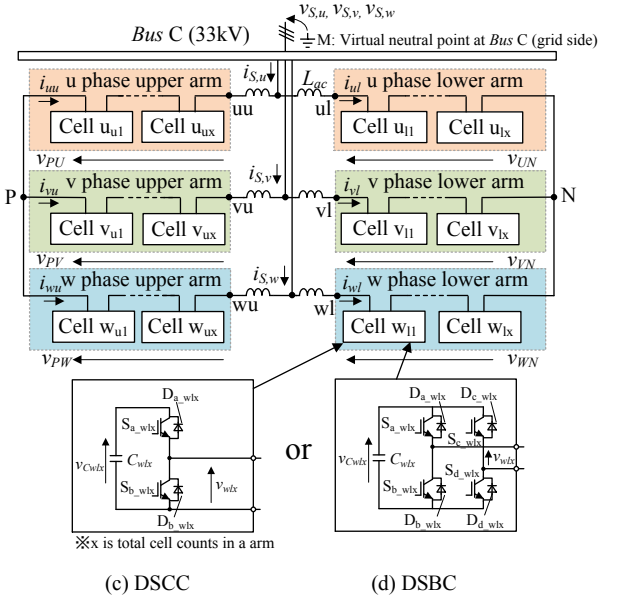 v_{S,u}, v_{S,v}, v_{S,w}
Bus C (33kV)
M: Virtual neutral point at Bus C (grid side)
i_{S,u}
L_{ac}
i_{uu} u phase upper arm
uu
ul
i_{ul} u phase lower arm
Cell u_{u1}
Cell u_{ux}
Cell u_{l1}
Cell u_{lx}
v_{PU}
v_{UN}
i_{S,v}
P
i_{vu} v phase upper arm
vu
vl
i_{vl} v phase lower arm
N
Cell v_{u1}
Cell v_{ux}
Cell v_{l1}
Cell v_{lx}
v_{PV}
v_{VN}
i_{S,w}
i_{wu} w phase upper arm
wu
wl
i_{wl} w phase lower arm
Cell w_{u1}
Cell w_{ux}
Cell w_{l1}
Cell w_{lx}
v_{PW}
v_{WN}
D_{a_wlx}
S_{a_wlx}
v_{Cwlx}
C_{wlx}
S_{b_wlx}
v_{wlx}
D_{b_wlx}
or
D_{a_wlx}
D_{c_wlx}
S_{a_wlx}
S_{c_wlx}
v_{Cwlx}
C_{wlx}
v_{wlx}
S_{b_wlx}
S_{d_wlx}
D_{b_wlx}
D_{d_wlx}
※x is total cell counts in a arm
(c) DSCC
(d) DSBC